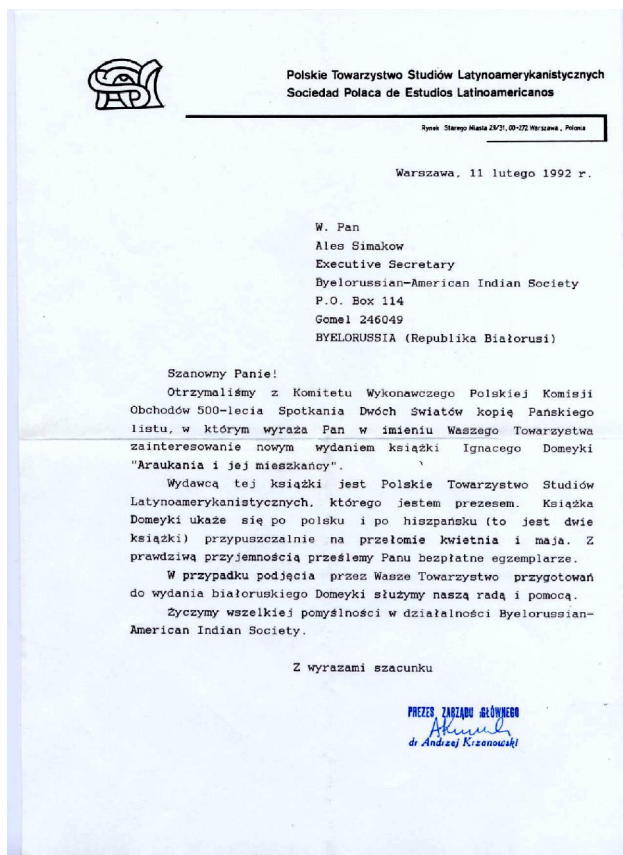 Polskie Towarzystwo Studiów Latynoamerykanistycznych
Sociedad Polaca de Estudios Latinoamericanos
Rynek Starego Miasta 29/31, 00-272 Warszawa, Polonia
Warszawa, 11 lutego 1992 r.
W. Pan
Ales Simakow
Executive Secretary
Byelorussian-American Indian Society
P.O. Box 114
Gomel 246049
BYELORUSSIA (Republika Białorusi)
Szanowny Panie!
Otrzymaliśmy z Komitetu Wykonawczego Polskiej Komisji
Obchodów 500-lecia Spotkania Dwóch Światów kopię Pańskiego
listu, w którym wyraża Pan w imieniu Waszego Towarzystwa
zainteresowanie nowym wydaniem książki Ignacego Domeyki
"Araukania i jej mieszkańcy".
Wydawcą tej książki jest Polskie Towarzystwo Studiów
Latynoamerykanistycznych, którego jestem prezesem. Książka
Domeyki ukaże się po polsku i po hiszpańsku (to jest dwie
książki) przypuszczalnie na przełomie kwietnia i maja. Z
prawdziwą przyjemnością prześlemy Panu bezpłatne egzemplarze.
W przypadku podjęcia przez Wasze Towarzystwo przygotowań
do wydania białoruskiego Domeyki służymy naszą radą i pomocą.
Życzymy wszelkiej pomyślności w działalności Byelorussian-
American Indian Society.
Z wyrazami szacunku
PREZES ZARZĄDU GŁÓWNEGO
dr Andrzej Krzanowski